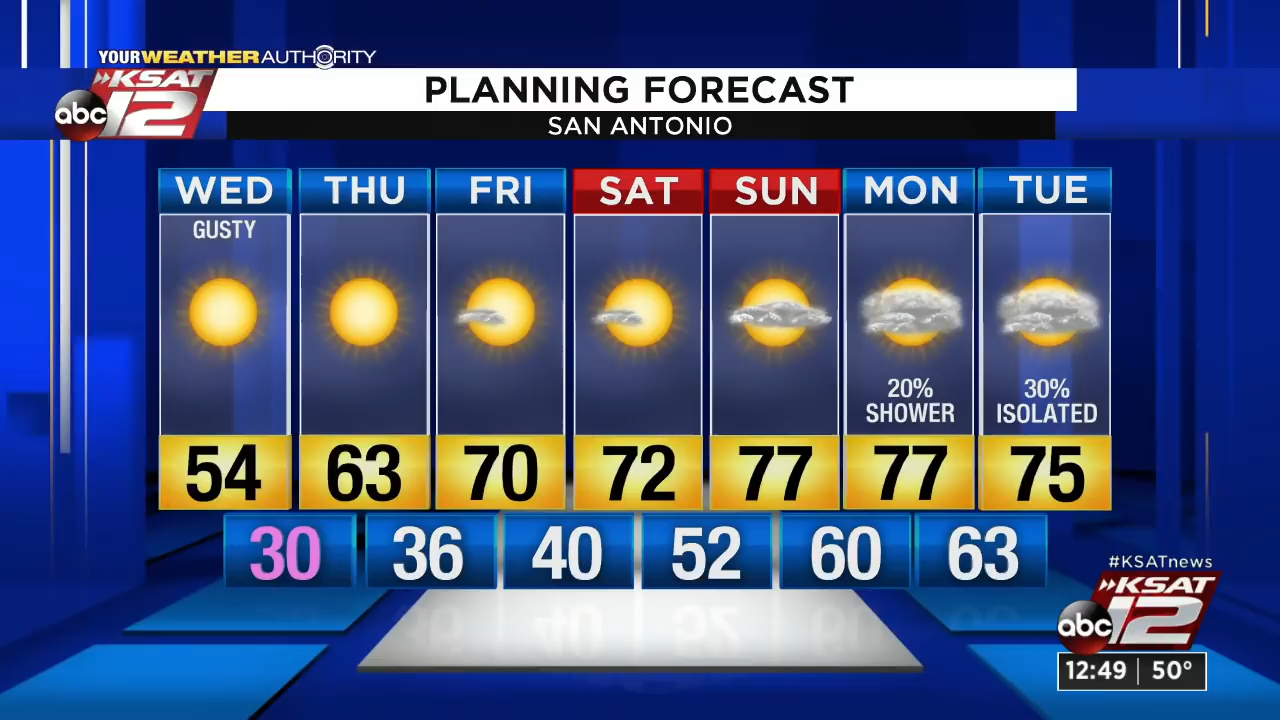 YOURWEATHERAUTHORITY
KSAT
abc 12
PLANNING FORECAST
SAN ANTONIO
WED THU FRI SAT SUN MON TUE
GUSTY
20% 30%
SHOWER ISOLATED
54 63 70 72 77 77 75
30 36 40 52 60 63
#KSATnews
KSAT
abc 12
12:49 50°